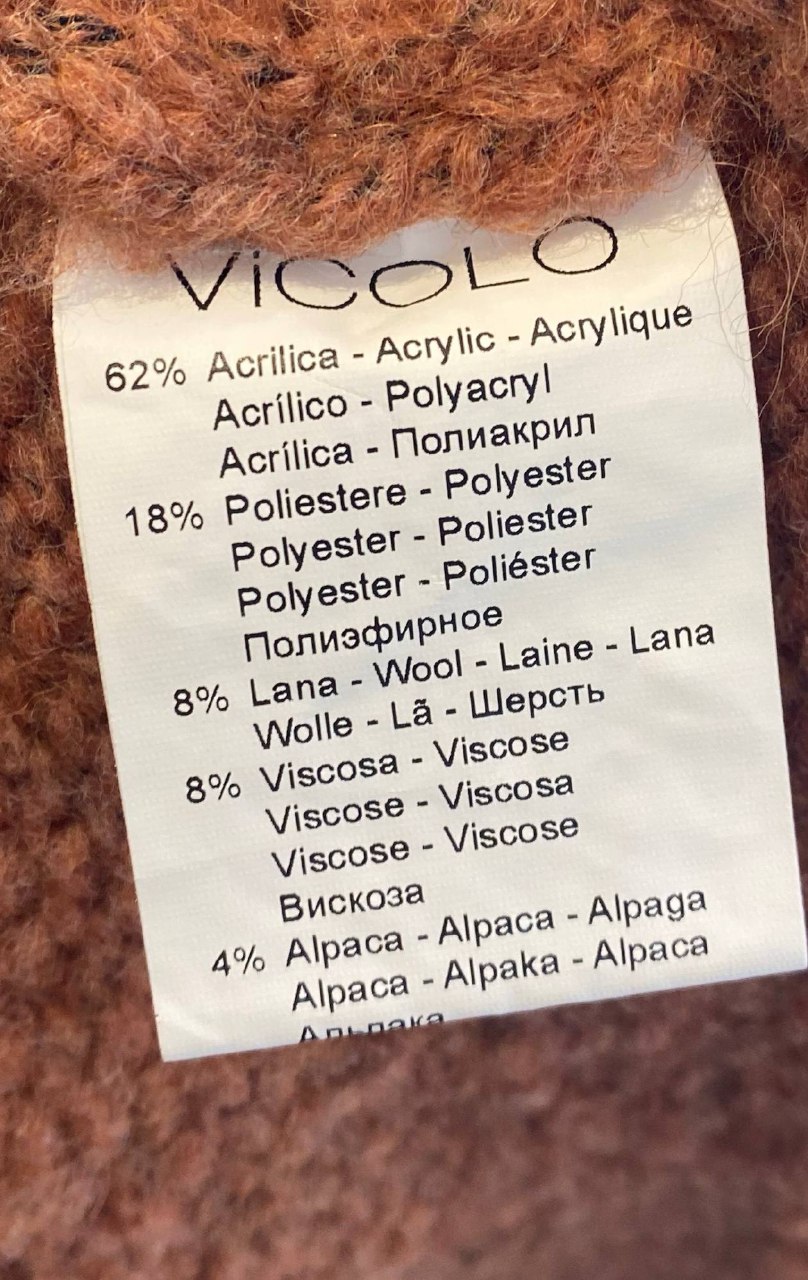 ViCOLO
62% Acrilica - Acrylic - Acrylique
Acrílico - Polyacryl
Acrílica - Полиакрил
18% Poliestere - Polyester
Polyester - Poliester
Polyester - Poliéster
Полиэфирное
8% Lana - Wool - Laine - Lana
Wolle - Lã - Шерсть
8% Viscosa - Viscose
Viscose - Viscosa
Viscose - Viscose
Вискоза
4% Alpaca - Alpaca - Alpaga
Alpaca - Alpaka - Alpaca
Альпака